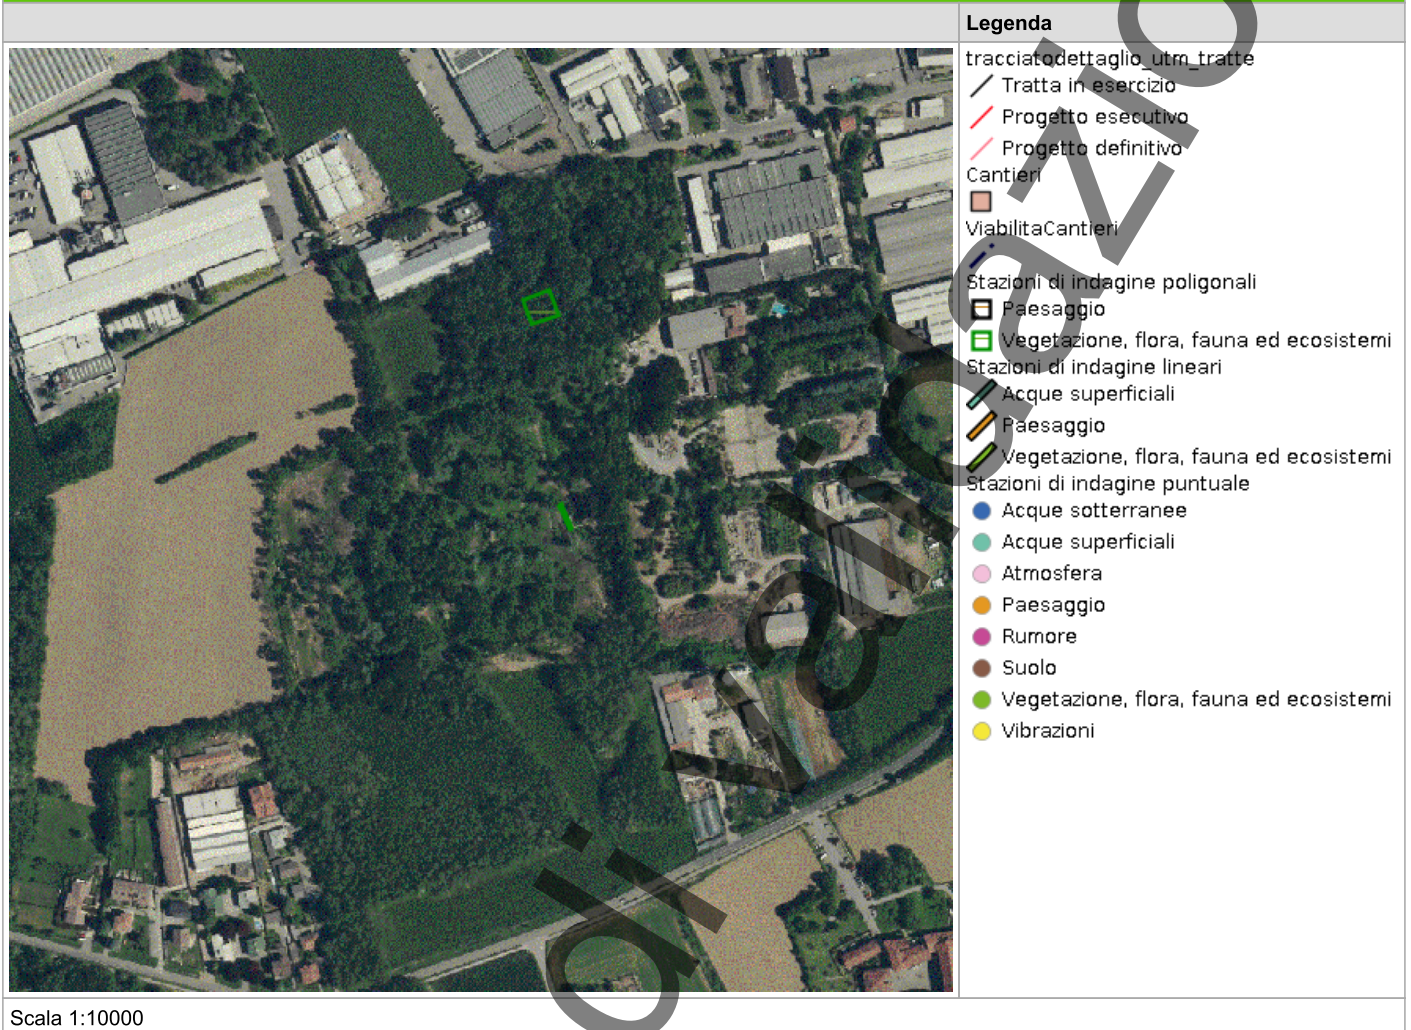 Legenda
tracciatodettaglio_utm_tratte
Tratta in esercizio
Progetto esecutivo
Progetto definitivo
Cantieri
ViabilitaCantieri
Stazioni di indagine poligonali
Paesaggio
Vegetazione, flora, fauna ed ecosistemi
Stazioni di indagine lineari
Acque superficiali
Paesaggio
Vegetazione, flora, fauna ed ecosistemi
Stazioni di indagine puntuale
Acque sotterranee
Acque superficiali
Atmosfera
Paesaggio
Rumore
Suolo
Vegetazione, flora, fauna ed ecosistemi
Vibrazioni
di validazio
Scala 1:10000